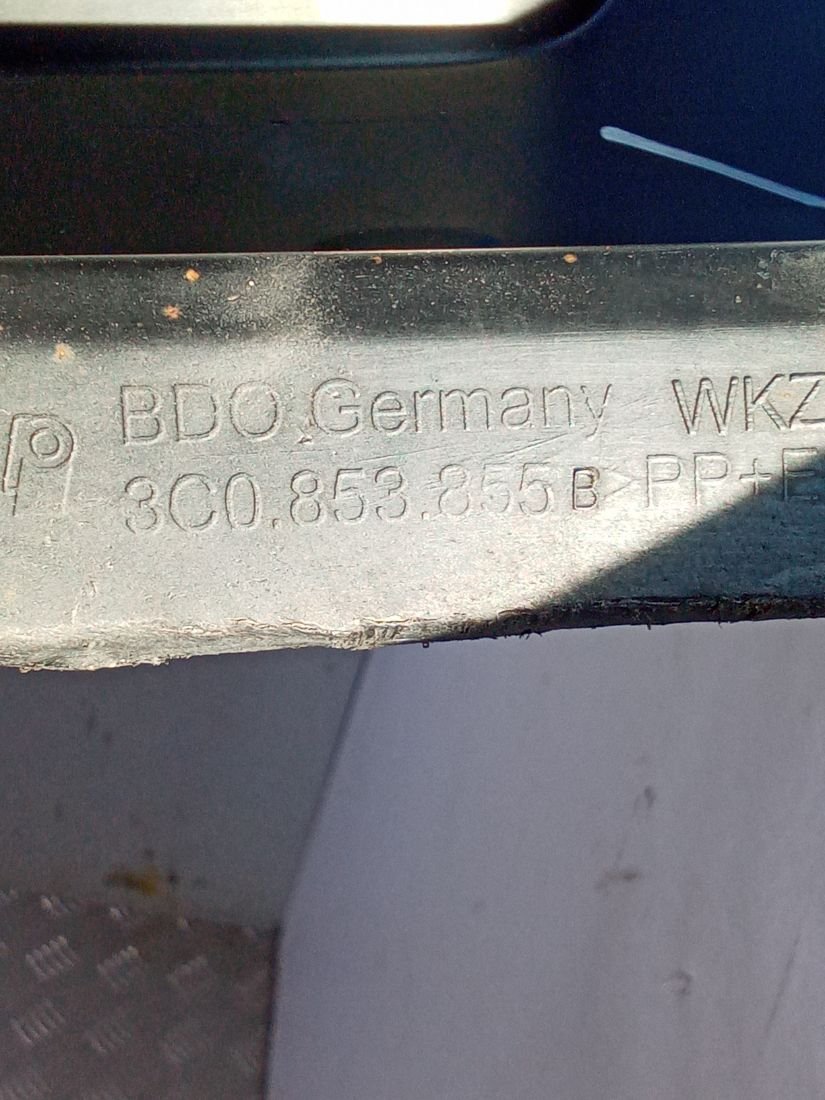 BDO Germany WKZ
3C0.853.855 B >PP+E